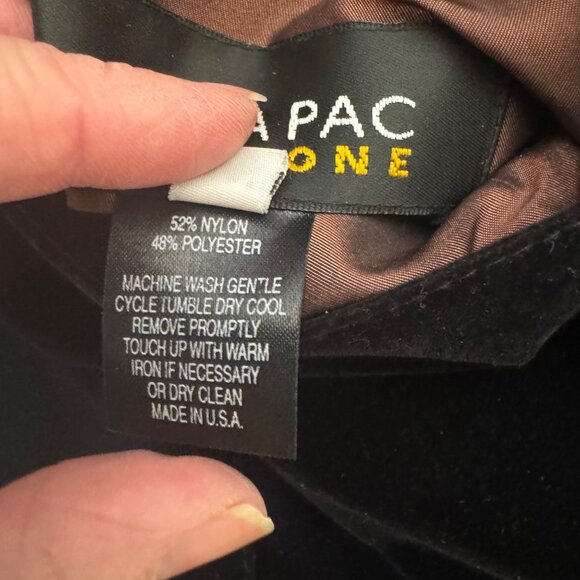 A PAC
ONE
52% NYLON
48% POLYESTER
MACHINE WASH GENTLE
CYCLE TUMBLE DRY COOL
REMOVE PROMPTLY
TOUCH UP WITH WARM
IRON IF NECESSARY
OR DRY CLEAN
MADE IN U.S.A.